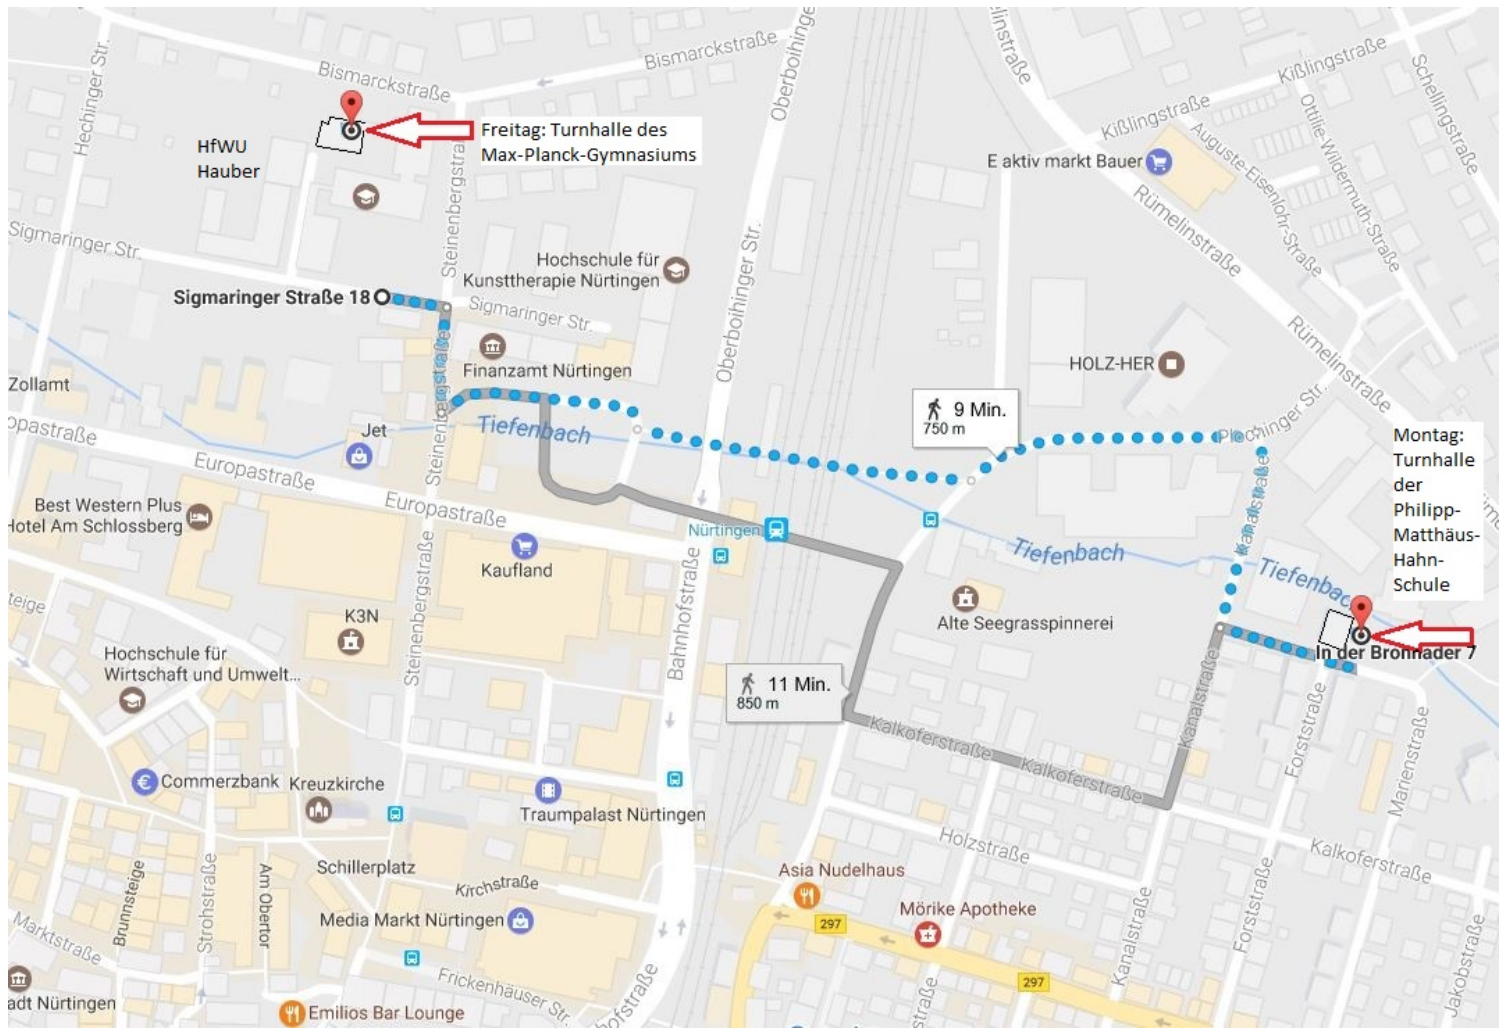 Hechinger Str.
Bismarckstraße
Bismarckstraße
Oberboihinger
Kißlingstraße
Schellingstraße
HfWU
Hauber
Freitag: Turnhalle des
Max-Planck-Gymnasiums
Kißlingstraße
Ottilie-Wildermuth-Straße
Auguste-Eisenlohr-Straße
E aktiv markt Bauer
Rümelinstraße
Sigmaringer Str.
Steinenbergstraße
Oberboihinger Str.
Hochschule für
Kunsttherapie Nürtingen
Sigmaringer Straße 18
Sigmaringer Str.
Rümelinstraße
Finanzamt Nürtingen
HOLZ-HER
Zollamt
Steinenbergstraße
Plochinger Str.
9 Min.
750 m
Jet
Tiefenbach
Europastraße
Montag:
Turnhalle
der
Philipp-
Matthäus-
Hahn-
Schule
Europastraße
Kanalstraße
Best Western Plus
Hotel Am Schlossberg
Nürtingen
Tiefenbach
Tiefenbach
Kaufland
Steinenbergstraße
Bahnhofstraße
K3N
Alte Seegrasspinnerei
In der Bronnader 7
Hochschule für
Wirtschaft und Umwelt...
11 Min.
850 m
Kanalstraße
Forststraße
Marienstraße
Kalkoferstraße
Kalkoferstraße
Commerzbank
Kreuzkirche
Traumpalast Nürtingen
Holzstraße
Kalkoferstraße
Schillerplatz
Kirchstraße
Asia Nudelhaus
Brunnsteige
Strohstraße
Am Obertor
Media Markt Nürtingen
Mörike Apotheke
297
Kanalstraße
Forststraße
Jakobstraße
Marktstraße
Frickenhäuser Str.
297
Emilios Bar Lounge